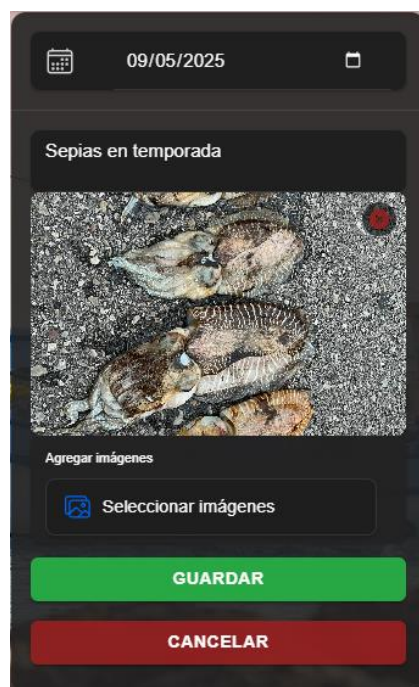 09/05/2025
Sepias en temporada
Agregar imágenes
Seleccionar imágenes
GUARDAR
CANCELAR